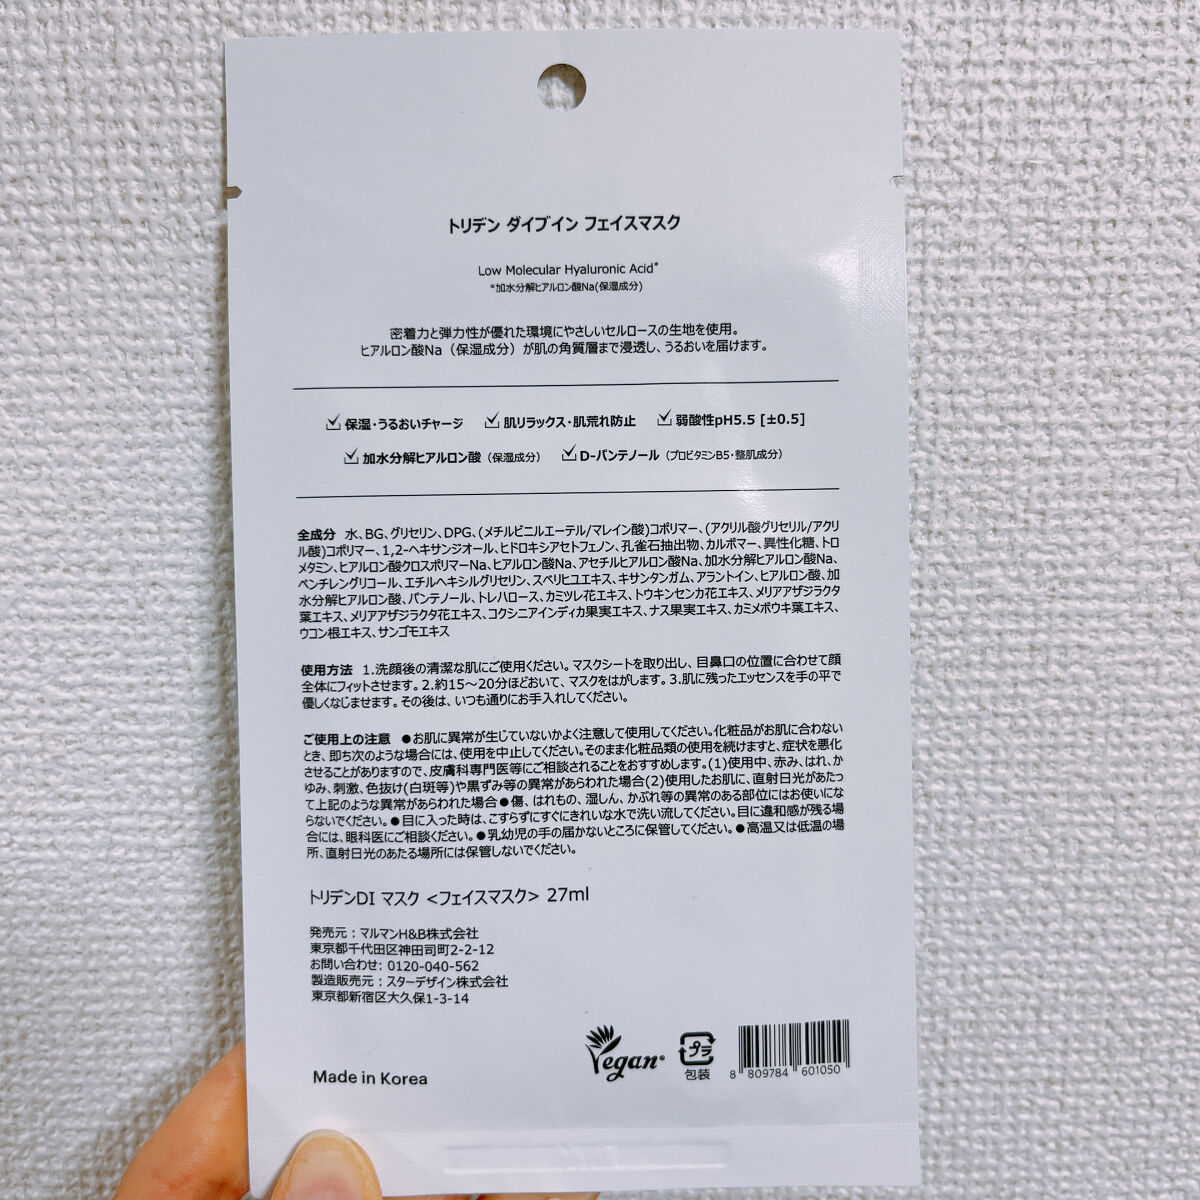 トリデン ダイブイン フェイスマスク
Low Molecular Hyaluronic Acid*
*加水分解ヒアルロン酸Na(保湿成分)
密着力と弾力性が優れた環境にやさしいセルロースの生地を使用。
ヒアルロン酸Na（保湿成分）が肌の角質層まで浸透し、うるおいを届けます。
保湿・うるおいチャージ 肌リラックス・肌荒れ防止 弱酸性pH5.5 [±0.5]
加水分解ヒアルロン酸（保湿成分） D-パンテノール（プロビタミンB5・整肌成分）
全成分 水、BG、グリセリン、DPG、(メチルビニルエーテル/マレイン酸)コポリマー、(アクリル酸グリセリル/アクリ
ル酸)コポリマー、1,2-ヘキサンジオール、ヒドロキシアセトフェノン、孔雀石抽出物、カルボマー、異性化糖、トロ
メタミン、ヒアルロン酸クロスポリマーNa、ヒアルロン酸Na、アセチルヒアルロン酸Na、加水分解ヒアルロン酸Na、
ペンチレングリコール、エチルヘキシルグリセリン、スベリヒユエキス、キサンタンガム、アラントイン、ヒアルロン酸、加
水分解ヒアルロン酸、パンテノール、トレハロース、カミツレ花エキス、トウキンセンカ花エキス、メリアアザジラクタ
葉エキス、メリアアザジラクタ花エキス、コクシニアインディカ果実エキス、ナス果実エキス、カミメボウキ葉エキス、
ウコン根エキス、サンゴモエキス
使用方法 1.洗顔後の清潔な肌にご使用ください。マスクシートを取り出し、目鼻口の位置に合わせて顔
全体にフィットさせます。2.約15～20分ほどおいて、マスクをはがします。3.肌に残ったエッセンスを手の平で
優しくなじませます。その後は、いつも通りにお手入れしてください。
ご使用上の注意 ●お肌に異常が生じていないかよく注意して使用してください。化粧品がお肌に合わない
とき、即ち次のような場合には、使用を中止してください。そのまま化粧品類の使用を続けますと、症状を悪化
させることがありますので、皮膚科専門医等にご相談されることをおすすめします。(1)使用中、赤み、はれ、か
ゆみ、刺激、色抜け(白斑等)や黒ずみ等の異常があらわれた場合(2)使用したお肌に、直射日光があたっ
て上記のような異常があらわれた場合●傷、はれもの、湿しん、かぶれ等の異常のある部位にはお使いにな
らないでください。●目に入った時は、こすらずにすぐにきれいな水で洗い流してください。目に違和感が残る場
合には、眼科医にご相談ください。●乳幼児の手の届かないところに保管してください。●高温又は低温の場
所、直射日光のあたる場所には保管しないでください。
トリデンDI マスク <フェイスマスク> 27ml
発売元：マルマンH&B株式会社
東京都千代田区神田司町2-2-12
お問い合わせ: 0120-040-562
製造販売元：スターデザイン株式会社
東京都新宿区大久保1-3-14
Vegan®
プラ
包装
8 809784 601050
Made in Korea